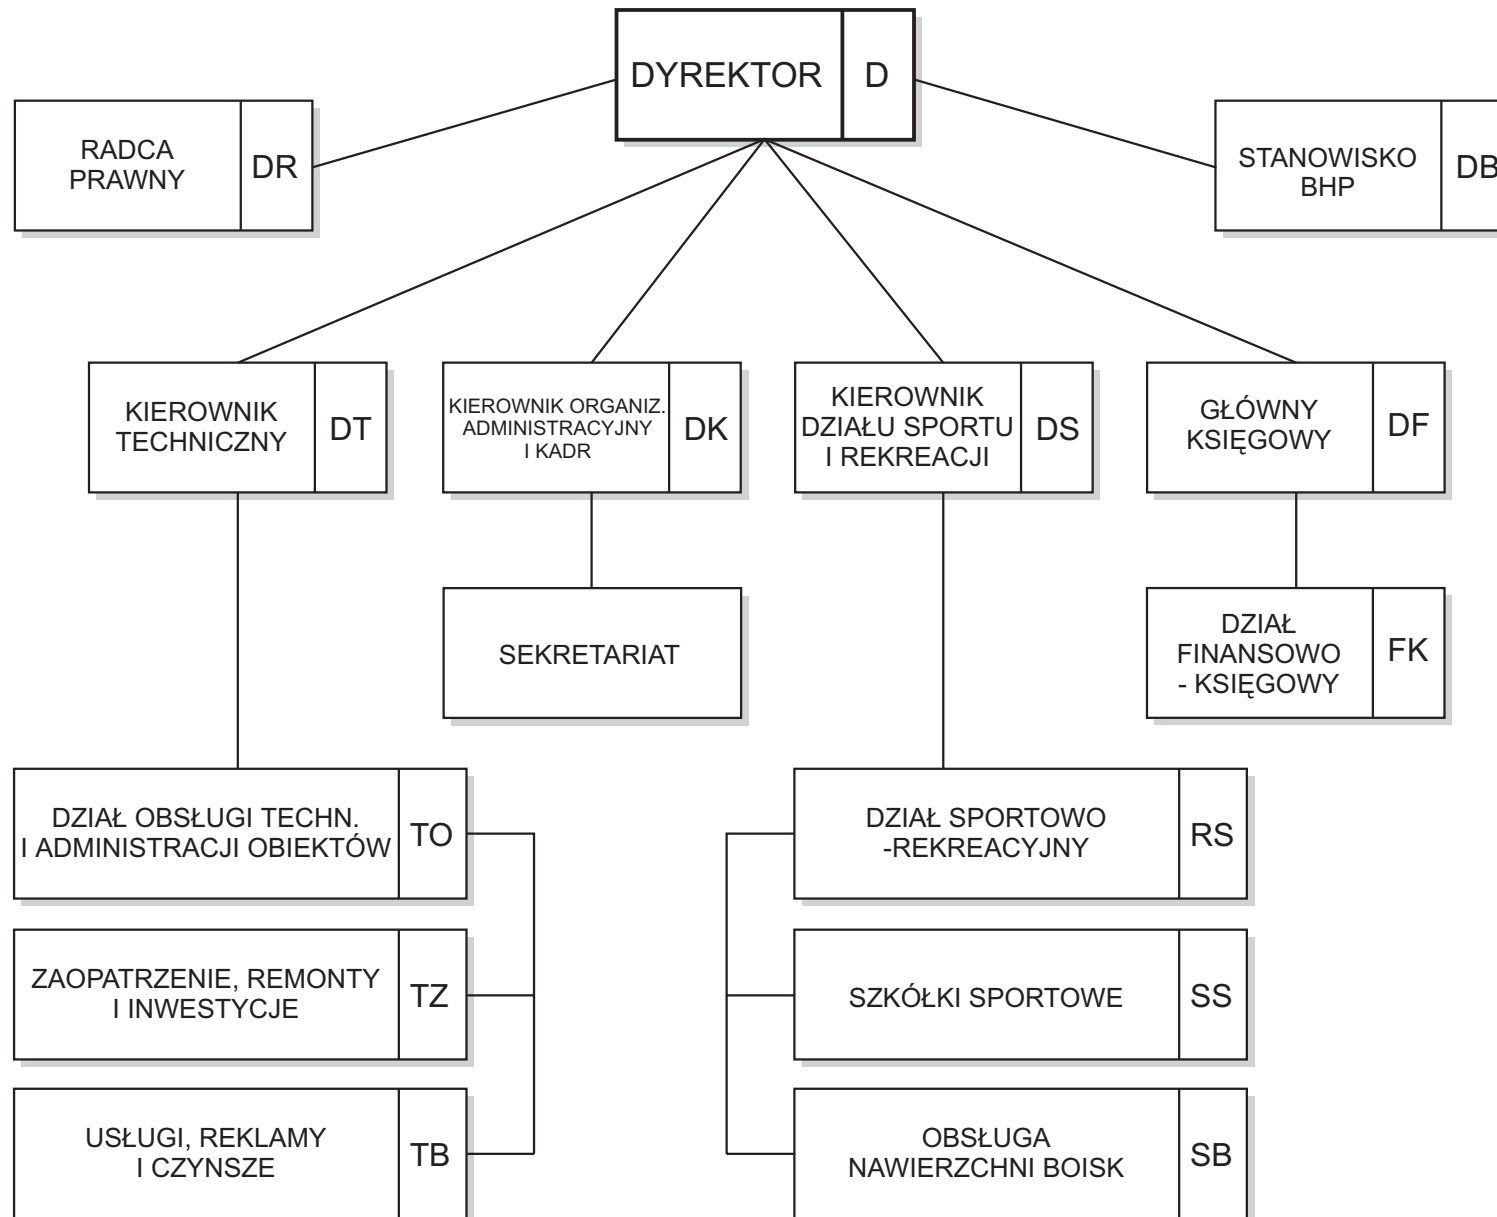 DYREKTOR
D
RADCA
PRAWNY
DR
STANOWISKO
BHP
DB
KIEROWNIK
TECHNICZNY
DT
KIEROWNIK ORGANIZ.
ADMINISTRACYJNY
I KADR
DK
KIEROWNIK
DZIAŁU SPORTU
I REKREACJI
DS
GŁÓWNY
KSIĘGOWY
DF
SEKRETARIAT
DZIAŁ
FINANSOWO
- KSIĘGOWY
FK
DZIAŁ OBSŁUGI TECHN.
I ADMINISTRACJI OBIEKTÓW
TO
DZIAŁ SPORTOWO
-REKREACYJNY
RS
ZAOPATRZENIE, REMONTY
I INWESTYCJE
TZ
SZKÓŁKI SPORTOWE
SS
USŁUGI, REKLAMY
I CZYNSZE
TB
OBSŁUGA
NAWIERZCHNI BOISK
SB